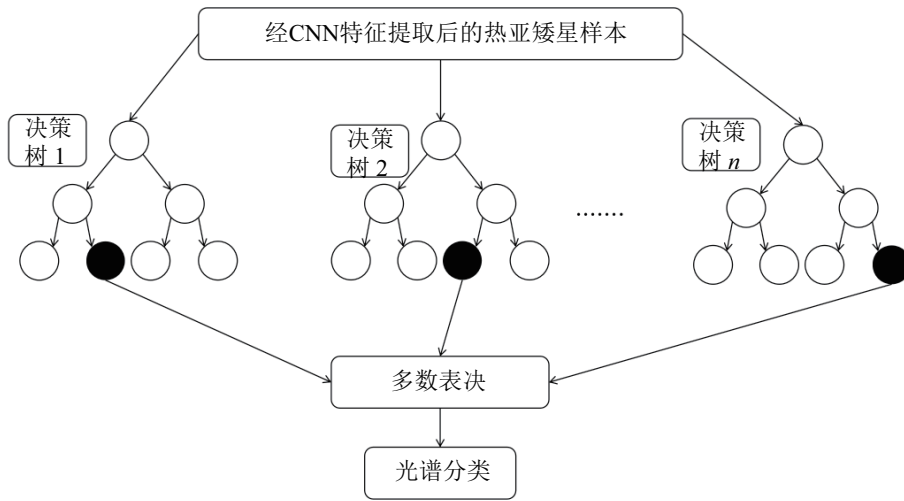 经CNN特征提取后的热亚矮星样本
决策
树 1
决策
树 2
决策
树 n
.......
多数表决
光谱分类